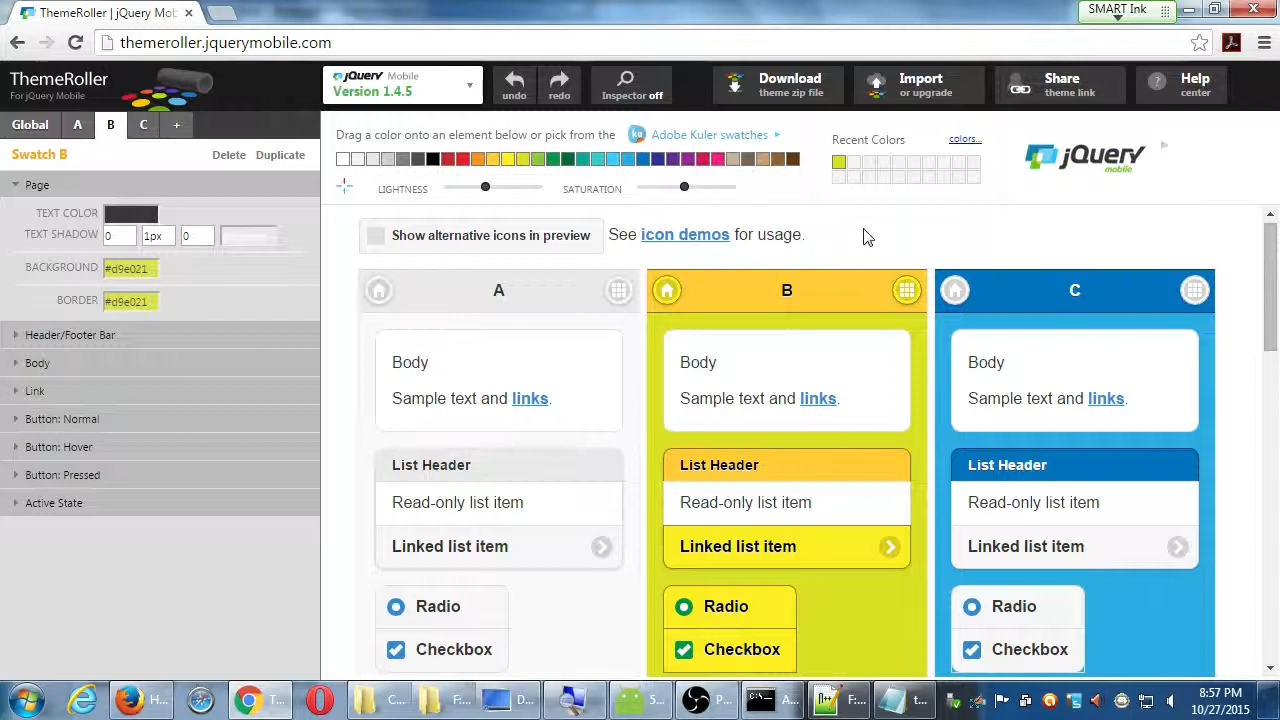 ThemeRoller | jQuery Mob
SMART Ink
themeroller.jquerymobile.com
ThemeRoller
For jQuery Mobile
jQuery Mobile
Version 1.4.5
undo
redo
Inspector off
Download
theme zip file
Import
or upgrade
Share
theme link
Help
center
Global A B C +
Swatch B
Delete Duplicate
Page
TEXT COLOR
TEXT SHADOW 0 1px 0
BACKGROUND #d9e021
BORDER #d9e021
Header/Footer Bar
Body
Link
Button: Normal
Button: Hover
Button: Pressed
Active State
Drag a color onto an element below or pick from the ku Adobe Kuler swatches
LIGHTNESS SATURATION
Recent Colors colors...
jQuery
mobile
Show alternative icons in preview See icon demos for usage.
A
Body
Sample text and links.
List Header
Read-only list item
Linked list item
Radio
Checkbox
B
Body
Sample text and links.
List Header
Read-only list item
Linked list item
Radio
Checkbox
C
Body
Sample text and links.
List Header
Read-only list item
Linked list item
Radio
Checkbox
H... T... C... F... D... 5... P... A... F... t...
8:57 PM
10/27/2015